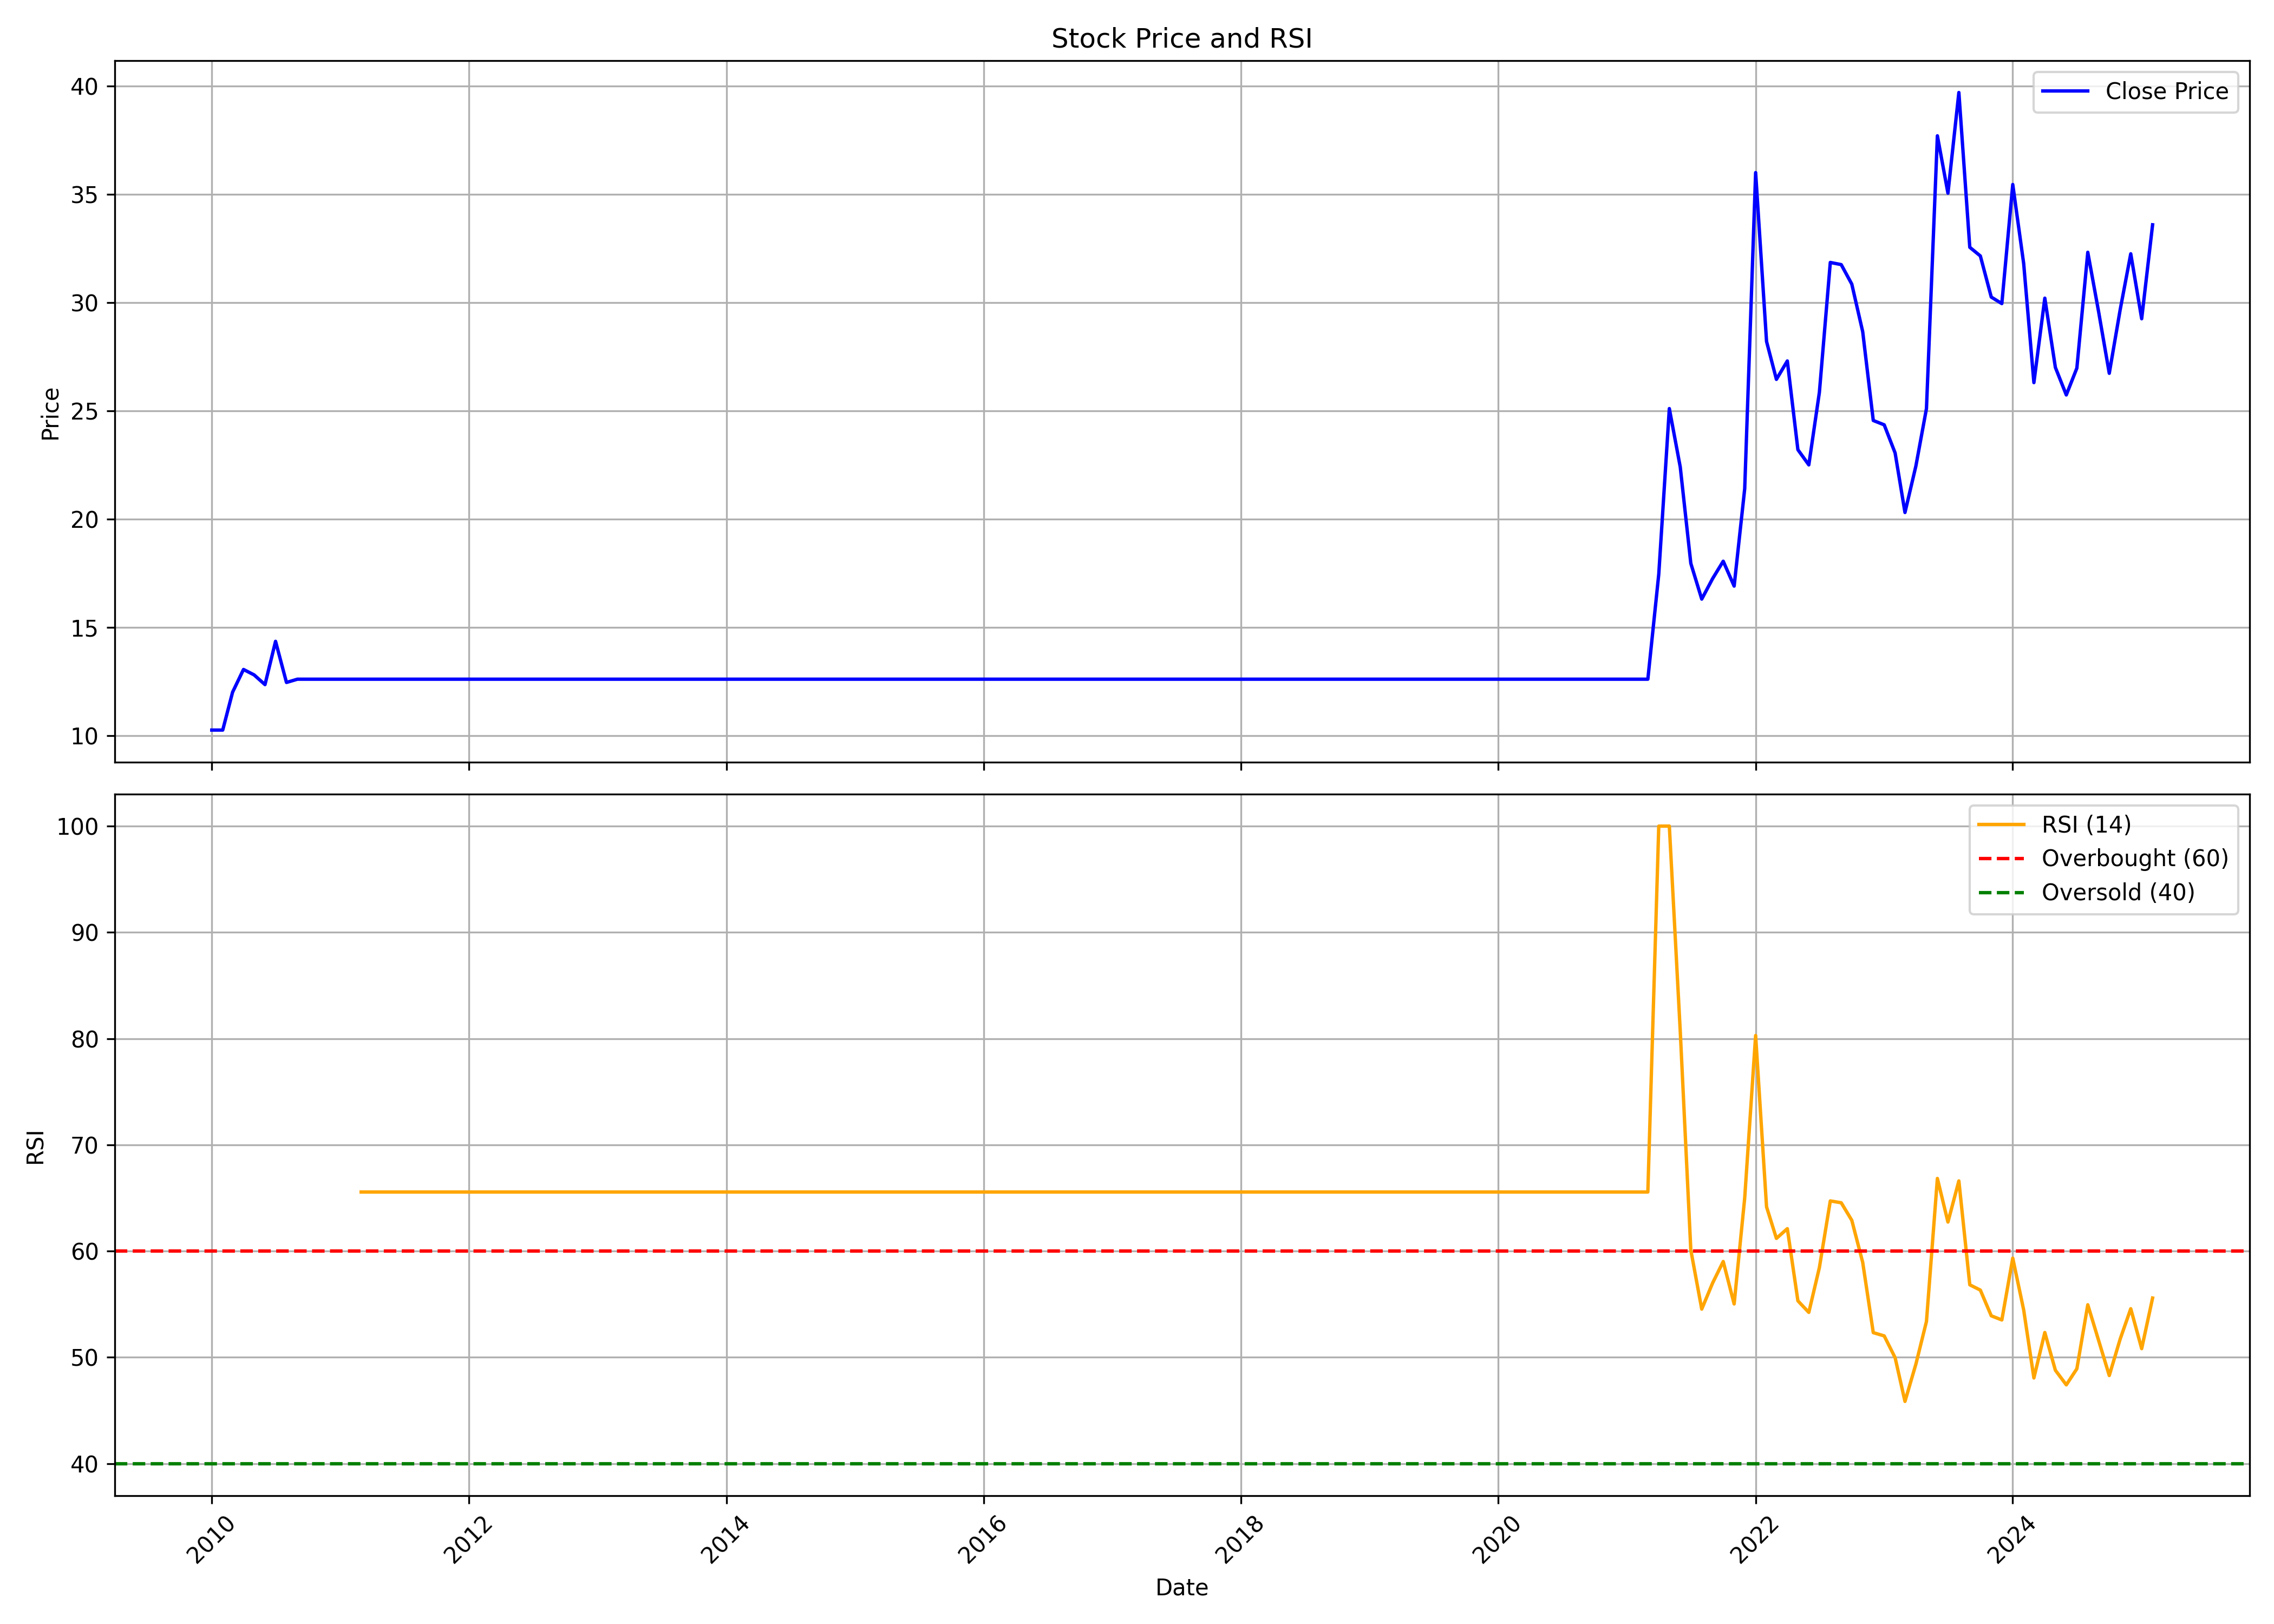 Stock Price and RSI
Close Price
40
35
30
25
20
15
10
Price
RSI (14)
Overbought (60)
Oversold (40)
100
90
80
70
60
50
40
RSI
2010
2012
2014
2016
2018
2020
2022
2024
Date